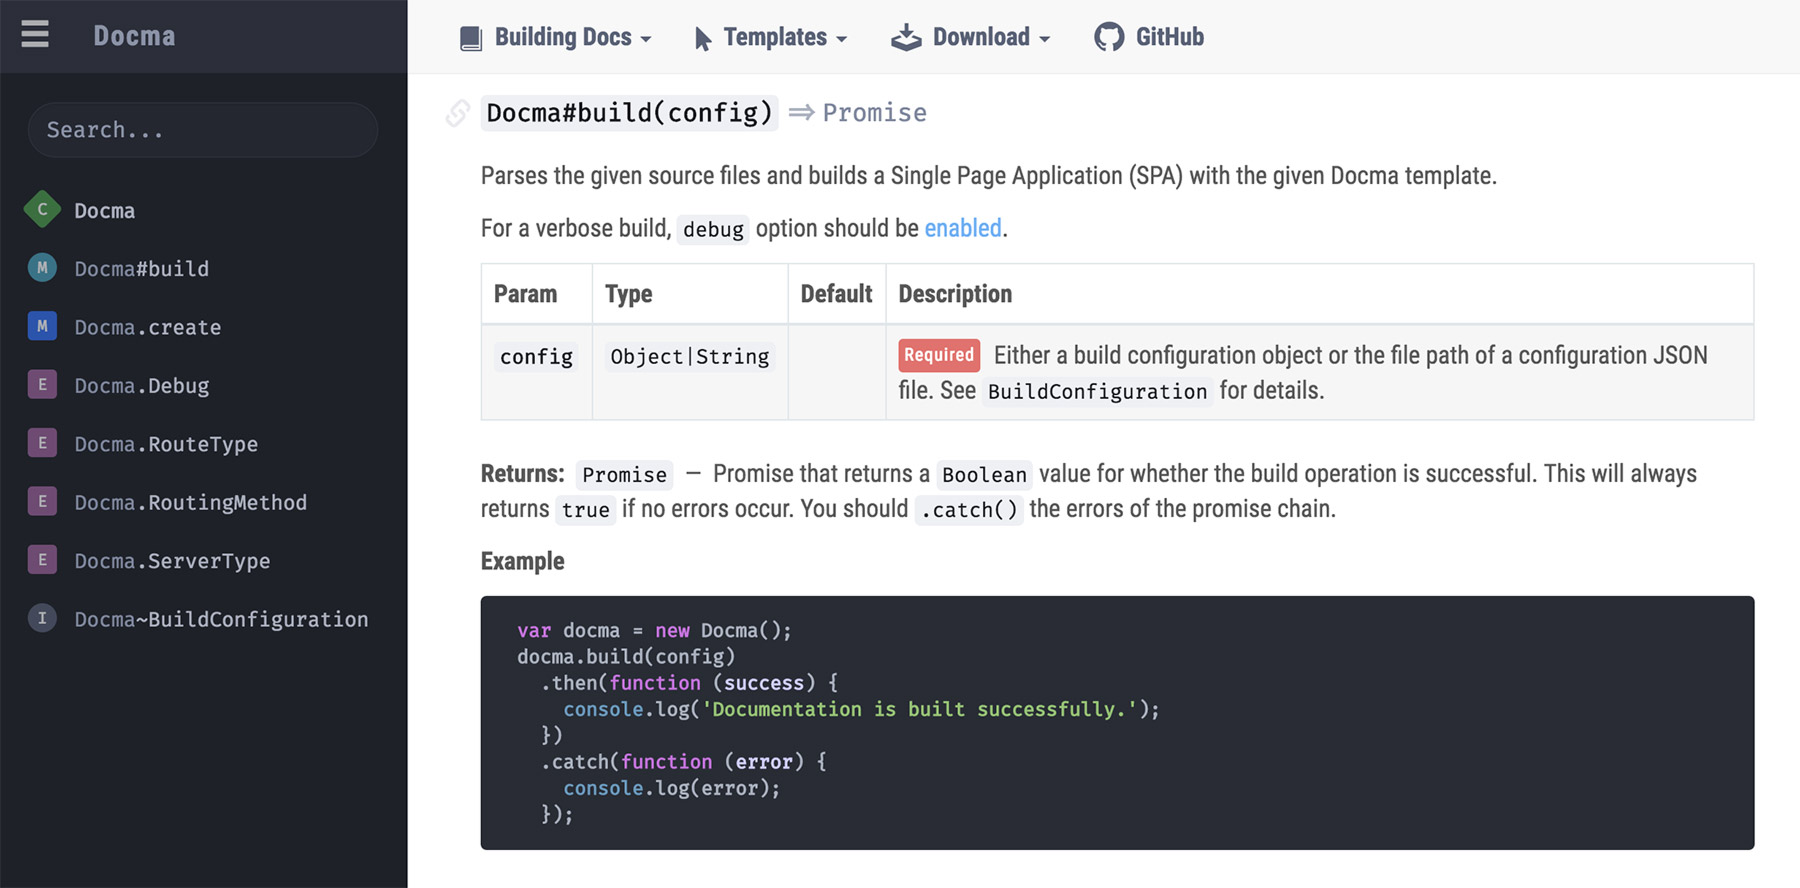 Docma
Search...
C Docma
M Docma#build
M Docma.create
E Docma.Debug
E Docma.RouteType
E Docma.RoutingMethod
E Docma.ServerType
I Docma~BuildConfiguration
Building Docs Templates Download GitHub
Docma#build(config) ⇒ Promise
Parses the given source files and builds a Single Page Application (SPA) with the given Docma template.
For a verbose build, debug option should be enabled.
Param Type Default Description
config Object|String Required Either a build configuration object or the file path of a configuration JSON
file. See BuildConfiguration for details.
Returns: Promise — Promise that returns a Boolean value for whether the build operation is successful. This will always
returns true if no errors occur. You should .catch() the errors of the promise chain.
Example
var docma = new Docma();
docma.build(config)
  .then(function (success) {
    console.log('Documentation is built successfully.');
  })
  .catch(function (error) {
    console.log(error);
  });